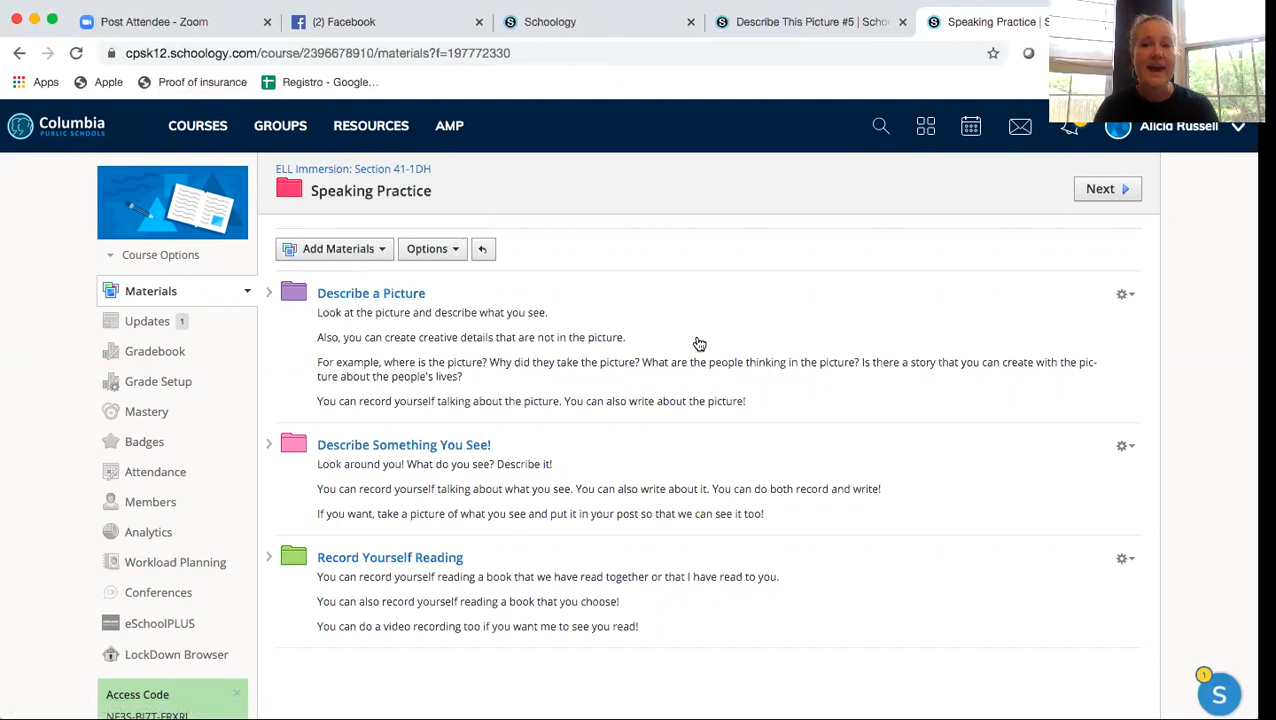 Post Attendee - Zoom
(2) Facebook
Schoology
Describe This Picture #5 | Scho
Speaking Practice | S
cpsk12.schoology.com/course/2396678910/materials?f=197772330
Apps
Apple
Proof of insurance
Registro - Google...
Columbia
PUBLIC SCHOOLS
COURSES
GROUPS
RESOURCES
AMP
Alicia Russell
ELL Immersion: Section 41-1DH
Speaking Practice
Next
Course Options
Add Materials
Options
Materials
Updates 1
Gradebook
Grade Setup
Mastery
Badges
Attendance
Members
Analytics
Workload Planning
Conferences
eSchoolPLUS
LockDown Browser
Access Code
Describe a Picture
Look at the picture and describe what you see.
Also, you can create creative details that are not in the picture.
For example, where is the picture? Why did they take the picture? What are the people thinking in the picture? Is there a story that you can create with the pic-
ture about the people's lives?
You can record yourself talking about the picture. You can also write about the picture!
Describe Something You See!
Look around you! What do you see? Describe it!
You can record yourself talking about what you see. You can also write about it. You can do both record and write!
If you want, take a picture of what you see and put it in your post so that we can see it too!
Record Yourself Reading
You can record yourself reading a book that we have read together or that I have read to you.
You can also record yourself reading a book that you choose!
You can do a video recording too if you want me to see you read!
1
S